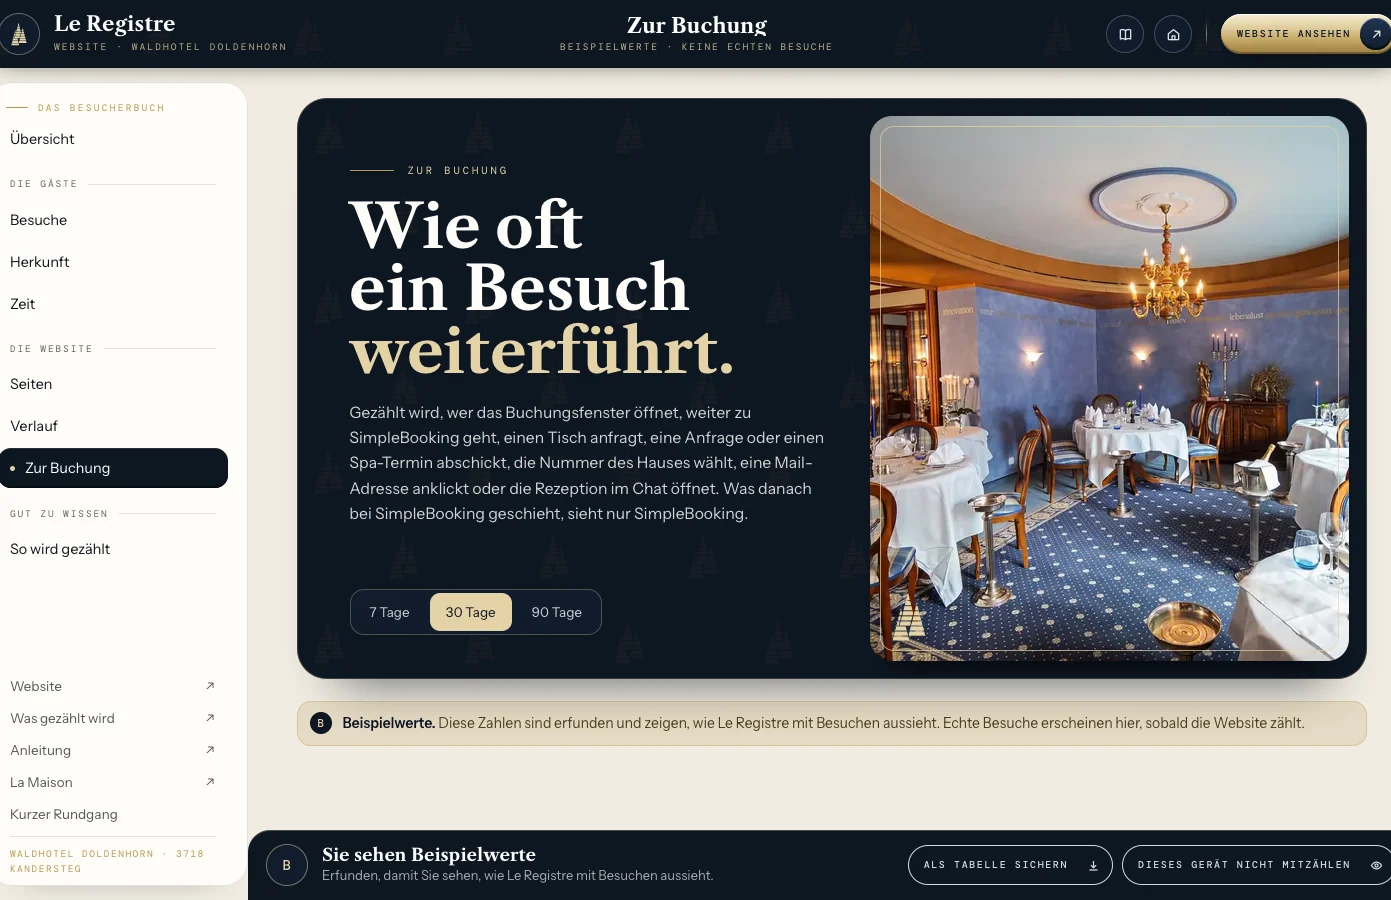 Le Registre
WEBSITE · WALDHOTEL DOLDENHORN
Zur Buchung
BEISPIELWERTE · KEINE ECHTEN BESUCHE
WEBSITE ANSEHEN
DAS BESUCHERBUCH
Übersicht
DIE GÄSTE
Besuche
Herkunft
Zeit
DIE WEBSITE
Seiten
Verlauf
Zur Buchung
GUT ZU WISSEN
So wird gezählt
Website
Was gezählt wird
Anleitung
La Maison
Kurzer Rundgang
WALDHOTEL DOLDENHORN · 3718
KANDERSTEG
ZUR BUCHUNG
Wie oft
ein Besuch
weiterführt.
Gezählt wird, wer das Buchungsfenster öffnet, weiter zu
SimpleBooking geht, einen Tisch anfragt, eine Anfrage oder einen
Spa-Termin abschickt, die Nummer des Hauses wählt, eine Mail-
Adresse anklickt oder die Rezeption im Chat öffnet. Was danach
bei SimpleBooking geschieht, sieht nur SimpleBooking.
7 Tage
30 Tage
90 Tage
innovation
lebenslust
B
Beispielwerte. Diese Zahlen sind erfunden und zeigen, wie Le Registre mit Besuchen aussieht. Echte Besuche erscheinen hier, sobald die Website zählt.
B
Sie sehen Beispielwerte
Erfunden, damit Sie sehen, wie Le Registre mit Besuchen aussieht.
ALS TABELLE SICHERN
DIESES GERÄT NICHT MITZÄHLEN